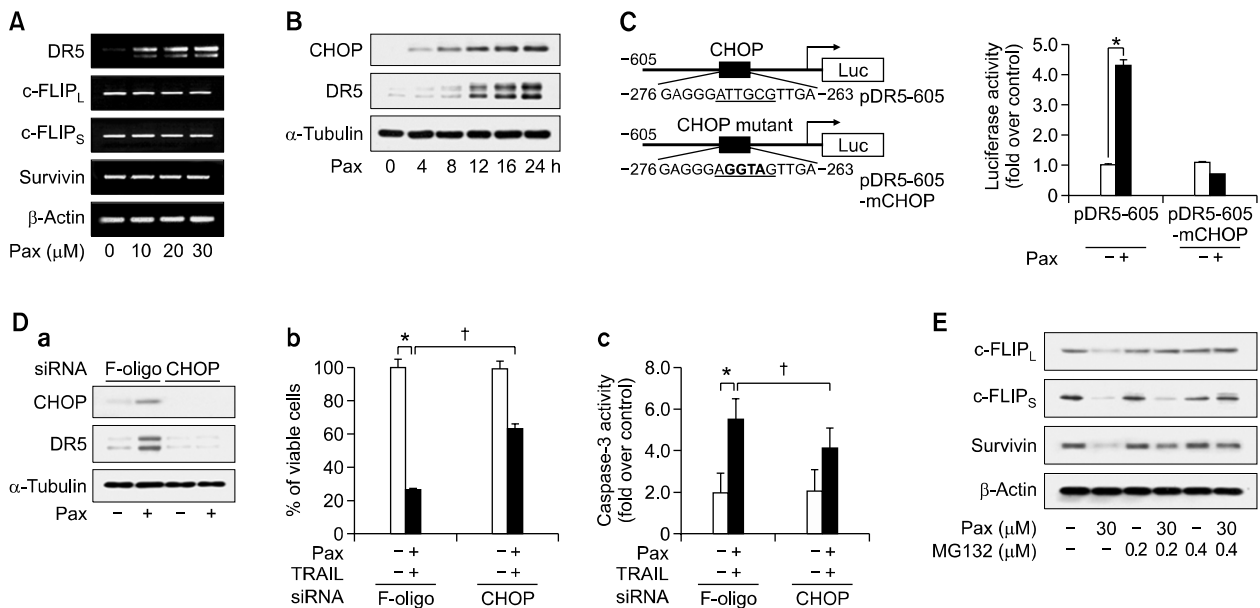 A
DR5
c-FLIPL
c-FLIPS
Survivin
β-Actin
Pax (μM) 0 10 20 30
B
CHOP
DR5
α-Tubulin
Pax 0 4 8 12 16 24 h
C
CHOP
−605
Luc
−276 GAGGGATTGCGTTGA −263 pDR5-605
CHOP mutant
−605
Luc
−276 GAGGGAGGTAGTTGA −263 pDR5-605
-mCHOP
Luciferase activity
(fold over control)
5.0
4.0
3.0
2.0
1.0
0
*
pDR5-605 pDR5-605
-mCHOP
Pax − + − +
D
a
siRNA F-oligo CHOP
CHOP
DR5
α-Tubulin
Pax − + − +
b
% of viable cells
100
80
60
40
20
0
* †
Pax − + − +
TRAIL − + − +
siRNA F-oligo CHOP
c
Caspase-3 activity
(fold over control)
8.0
6.0
4.0
2.0
0
* †
Pax − + − +
TRAIL − + − +
siRNA F-oligo CHOP
E
c-FLIPL
c-FLIPS
Survivin
β-Actin
Pax (μM) − 30 − 30 − 30
MG132 (μM) − − 0.2 0.2 0.4 0.4